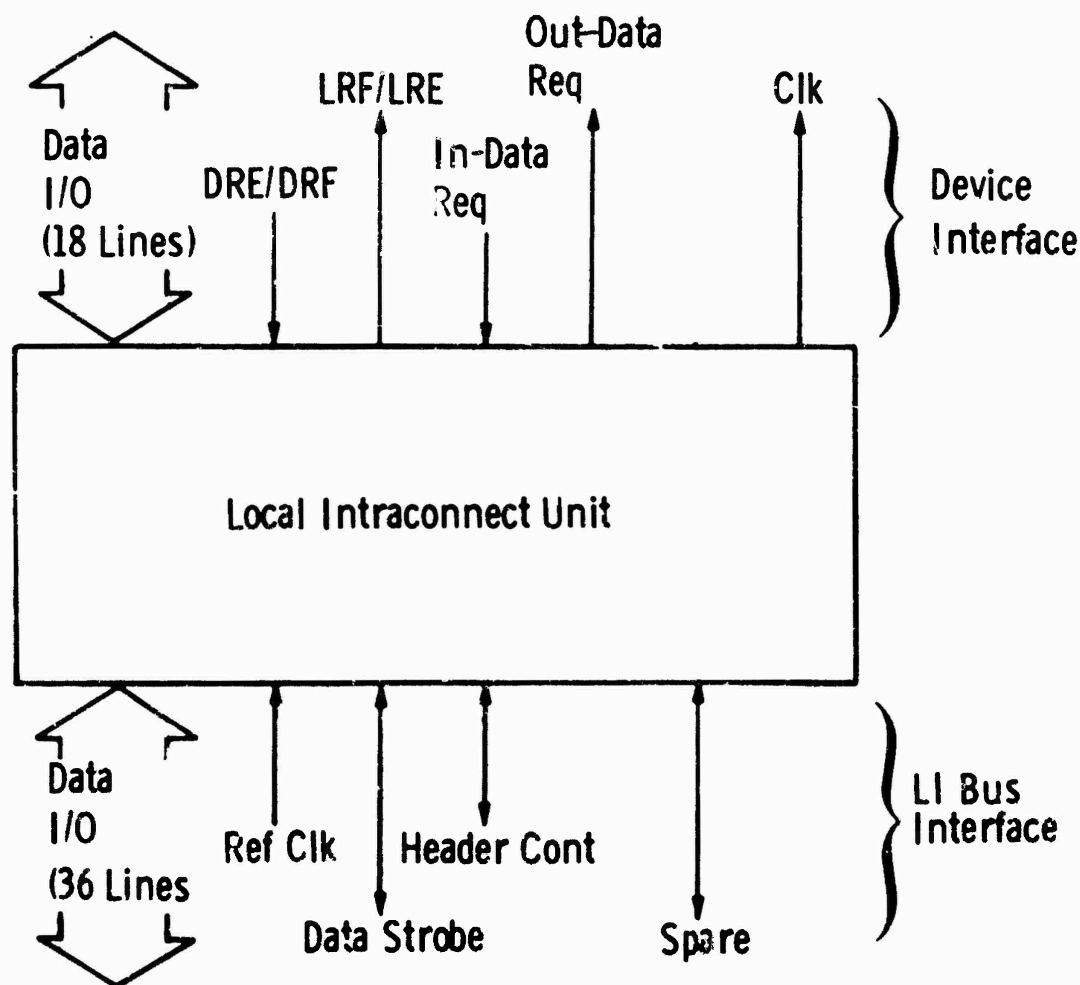 Out-Data
Req
LRF/LRE
Clk
Data
I/O
(18 Lines)
DRE/DRF
In-Data
Req
Device
Interface
Local Intraconnect Unit
Data
I/O
(36 Lines
Ref Clk
Header Cont
Data Strobe
Spare
LI Bus
Interface